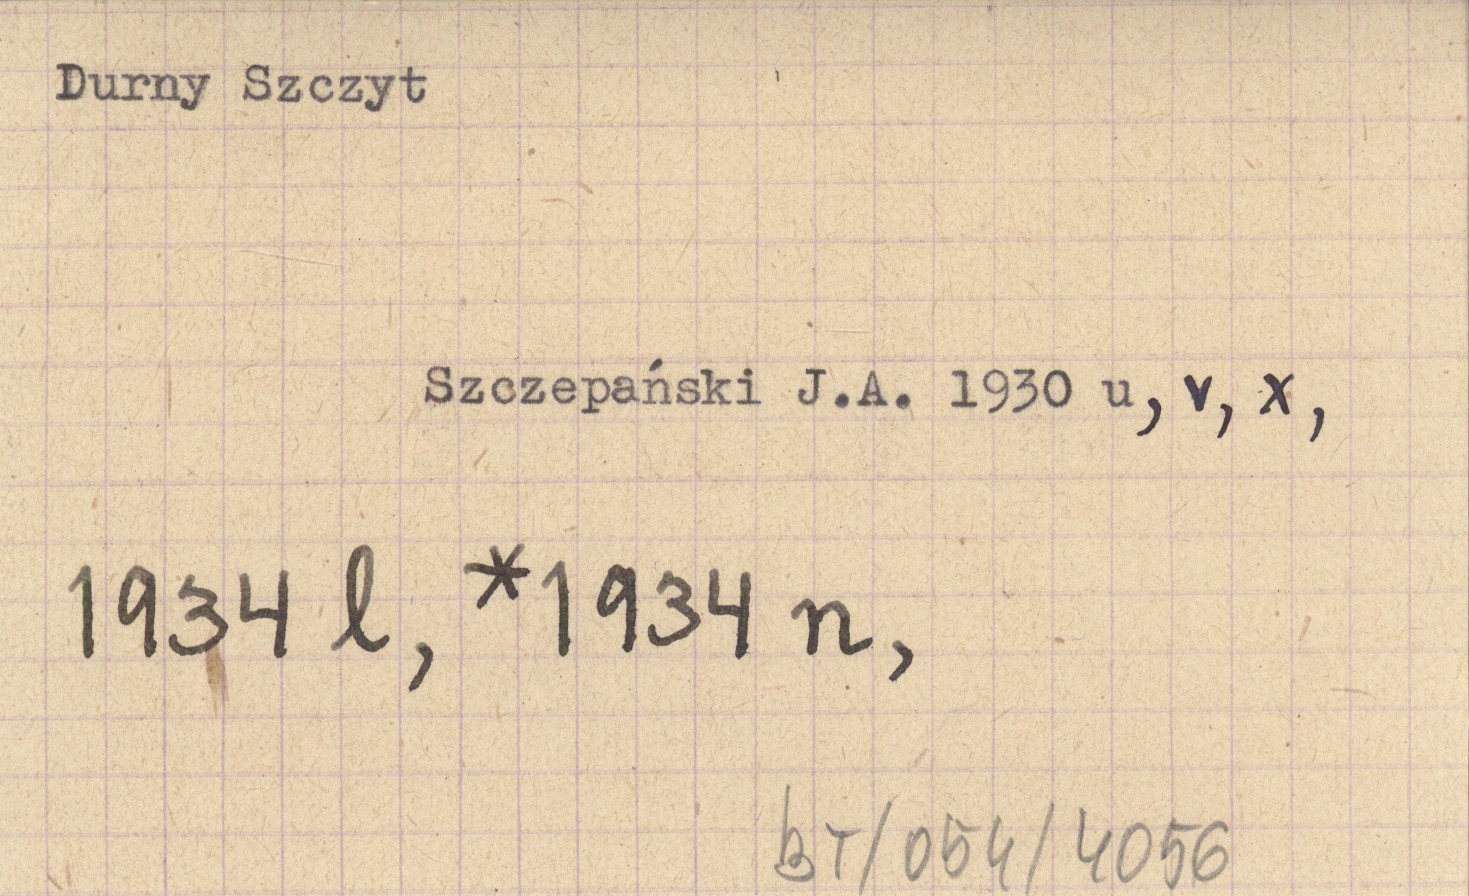 Durny Szczyt
Szczepański J.A. 1930 u, v, x,
1934 l, *1934 n,
BT/054/4056